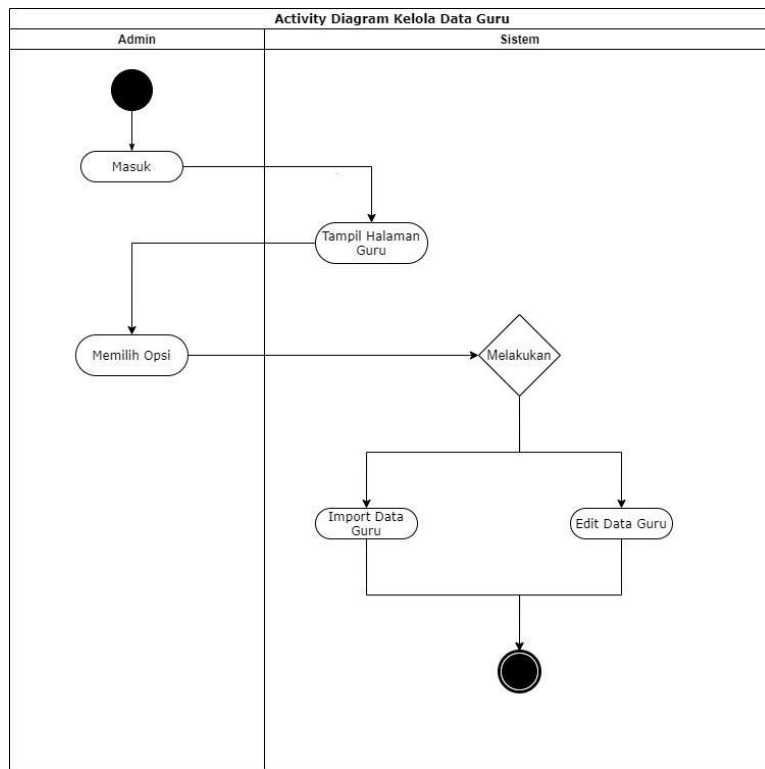 Activity Diagram Kelola Data Guru
Admin
Sistem
Masuk
Tampil Halaman
Guru
Memilih Opsi
Melakukan
Import Data
Guru
Edit Data Guru